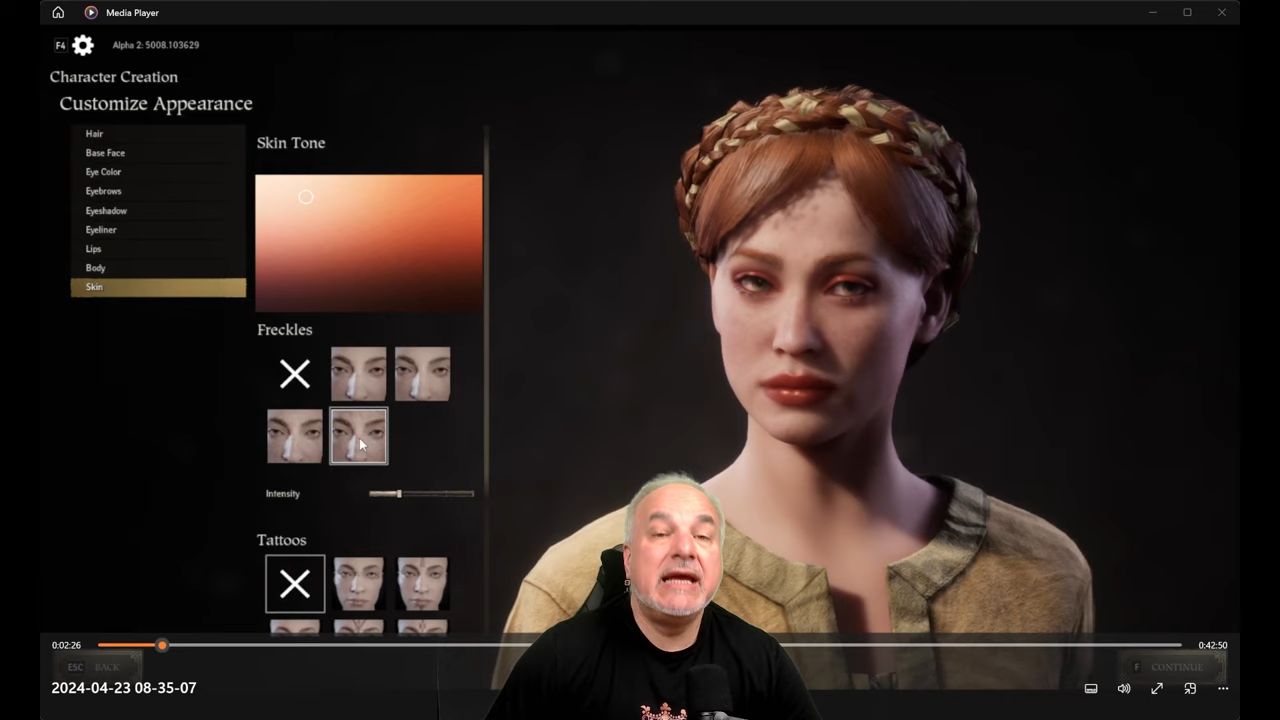 Media Player
F4
Alpha 2: 5008.103629
Character Creation
Customize Appearance
Hair
Base Face
Eye Color
Eyebrows
Eyeshadow
Eyeliner
Lips
Body
Skin
Skin Tone
Freckles
Intensity
Tattoos
0:02:26
0:42:50
ESC BACK
F CONTINUE
2024-04-23 08-35-07